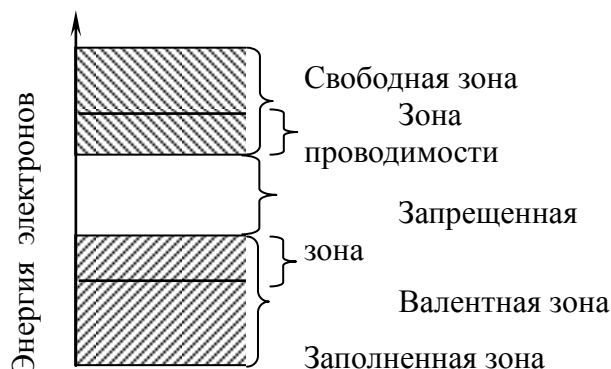 Энергия электронов
Свободная зона
Зона
проводимости
Запрещенная
зона
Валентная зона
Заполненная зона